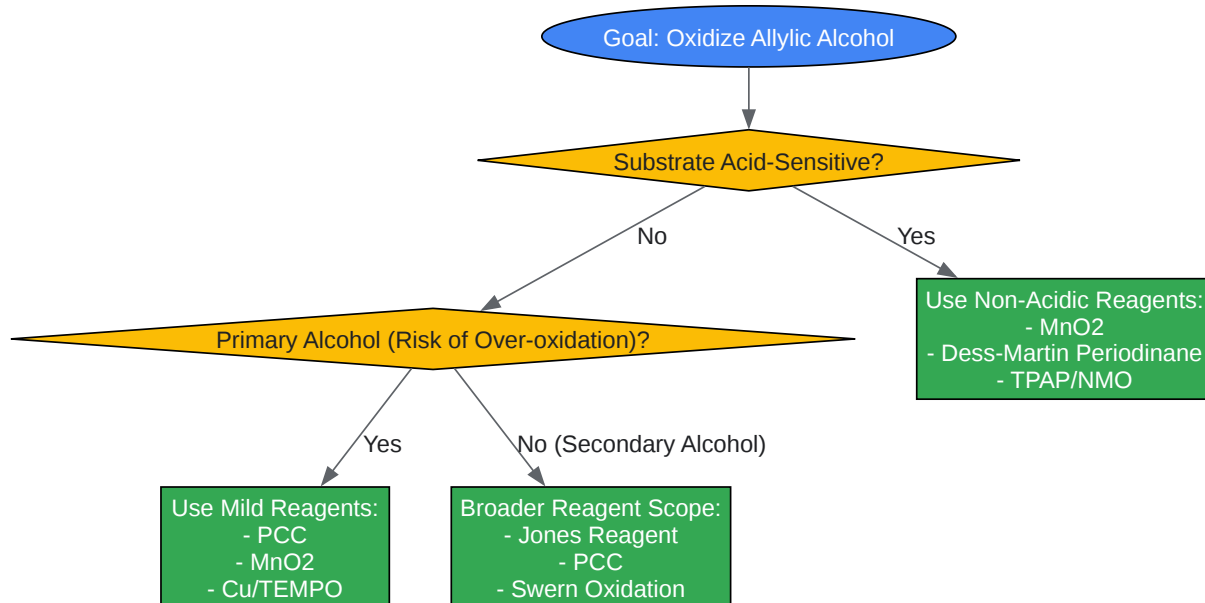 Goal: Oxidize Allylic Alcohol
Substrate Acid-Sensitive?
No
Yes
Use Non-Acidic Reagents:
- MnO2
- Dess-Martin Periodinane
- TPAP/NMO
Primary Alcohol (Risk of Over-oxidation)?
Yes
No (Secondary Alcohol)
Use Mild Reagents:
- PCC
- MnO2
- Cu/TEMPO
Broader Reagent Scope:
- Jones Reagent
- PCC
- Swern Oxidation